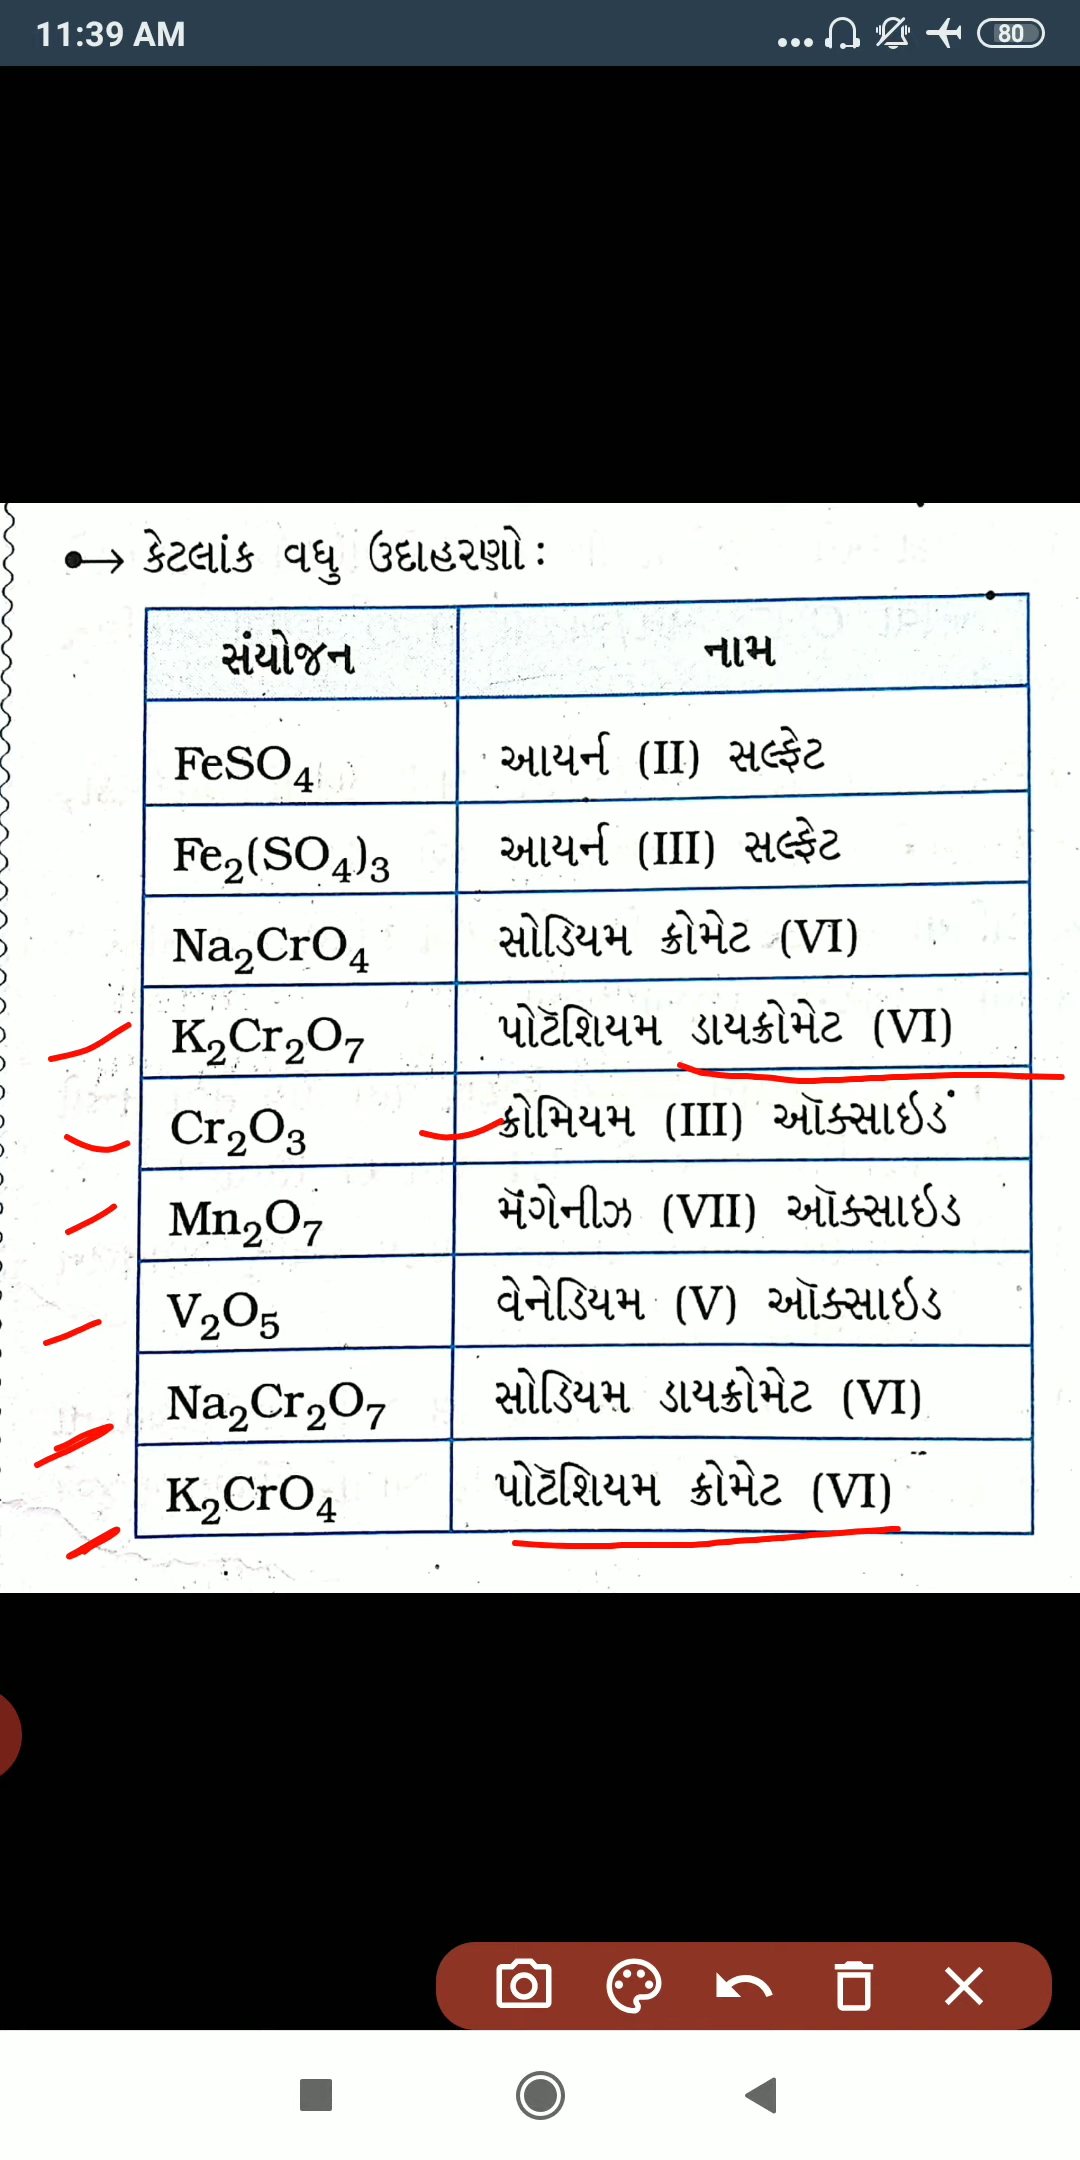 11:39 AM
80
કેટલાંક વધુ ઉદાહરણો :
સંયોજન નામ
FeSO₄ આયર્ન (II) સલ્ફેટ
Fe₂(SO₄)₃ આયર્ન (III) સલ્ફેટ
Na₂CrO₄ સોડિયમ ક્રોમેટ (VI)
K₂Cr₂O₇ પોટૅશિયમ ડાયક્રોમેટ (VI)
Cr₂O₃ ક્રોમિયમ (III) ઑક્સાઇડ
Mn₂O₇ મૅંગેનીઝ (VII) ઑક્સાઇડ
V₂O₅ વેનેડિયમ (V) ઑક્સાઇડ
Na₂Cr₂O₇ સોડિયમ ડાયક્રોમેટ (VI)
K₂CrO₄ પોટૅશિયમ ક્રોમેટ (VI)